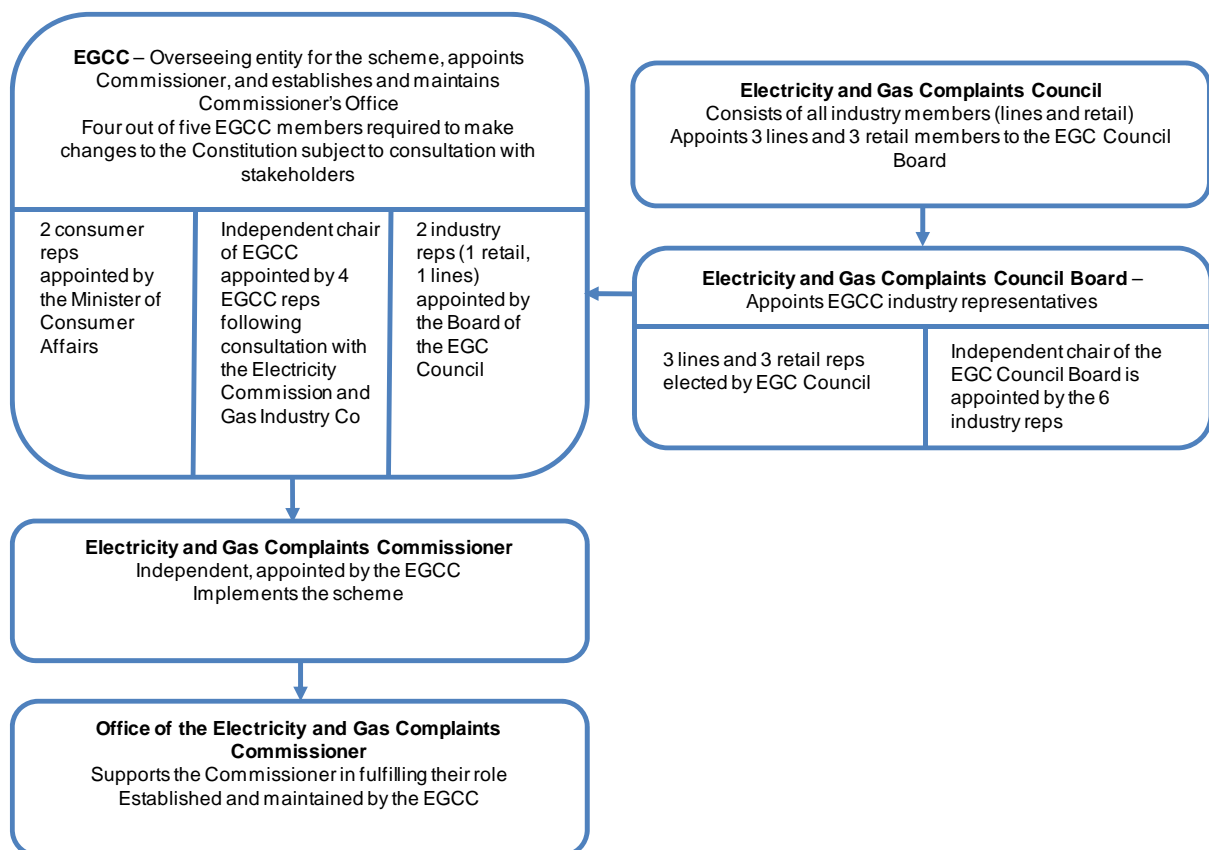 EGCC – Overseeing entity for the scheme, appoints
Commissioner, and establishes and maintains
Commissioner's Office
Four out of five EGCC members required to make
changes to the Constitution subject to consultation with
stakeholders
2 consumer
reps
appointed by
the Minister of
Consumer
Affairs
Independent chair
of EGCC
appointed by 4
EGCC reps
following
consultation with
the Electricity
Commission and
Gas Industry Co
2 industry
reps (1 retail,
1 lines)
appointed by
the Board of
the EGC
Council
Electricity and Gas Complaints Council
Consists of all industry members (lines and retail)
Appoints 3 lines and 3 retail members to the EGC Council
Board
Electricity and Gas Complaints Council Board –
Appoints EGCC industry representatives
3 lines and 3 retail reps
elected by EGC Council
Independent chair of the
EGC Council Board is
appointed by the 6
industry reps
Electricity and Gas Complaints Commissioner
Independent, appointed by the EGCC
Implements the scheme
Office of the Electricity and Gas Complaints
Commissioner
Supports the Commissioner in fulfilling their role
Established and maintained by the EGCC